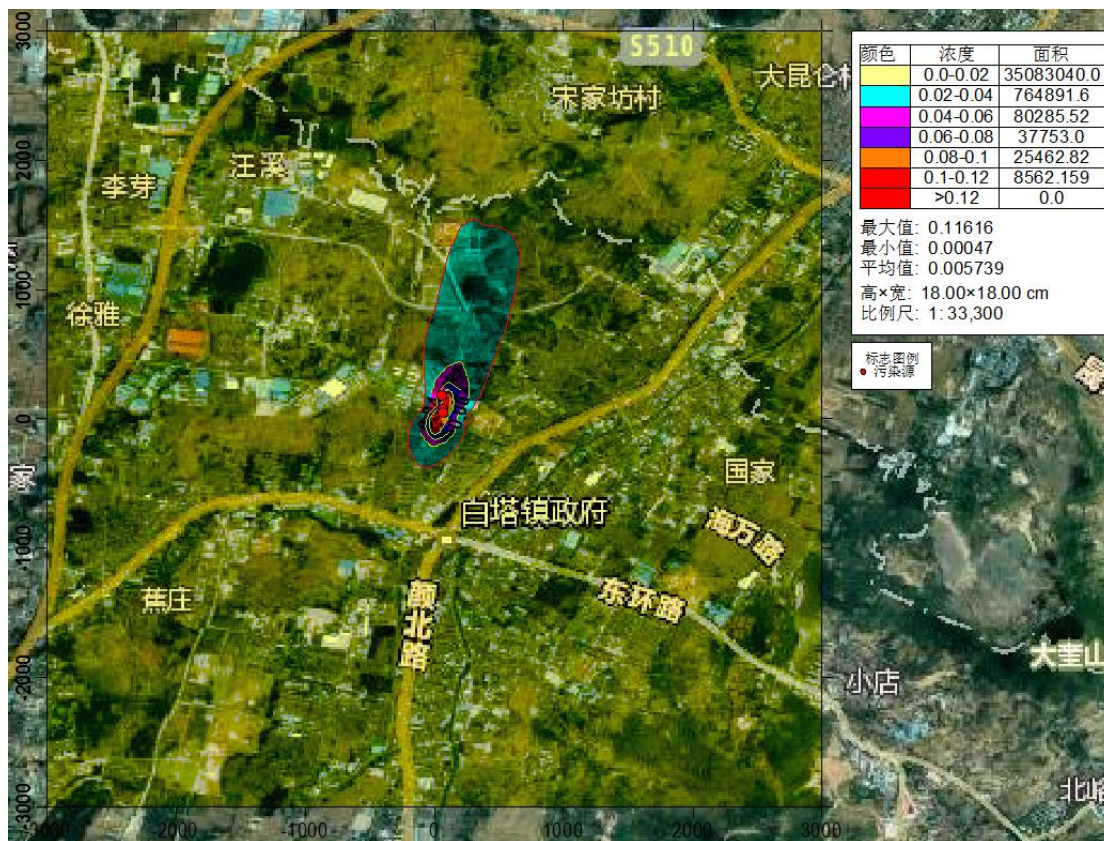 3000
S510
大昆仑村
宋家坊村
2000
汪溪
李芽
1000
徐雅
0
国家
白塔镇政府
-1000
蕉庄
东环路
颜北路
大奎山
-2000
小店
-3000
-3000
-2000
-1000
0
1000
2000
3000
颜色 浓度 面积
0.0-0.02 35083040.0
0.02-0.04 764891.6
0.04-0.06 80285.52
0.06-0.08 37753.0
0.08-0.1 25462.82
0.1-0.12 8562.159
>0.12 0.0
最大值: 0.11616
最小值: 0.00047
平均值: 0.005739
高×宽: 18.00×18.00 cm
比例尺: 1:33,300
标志图例
污染源